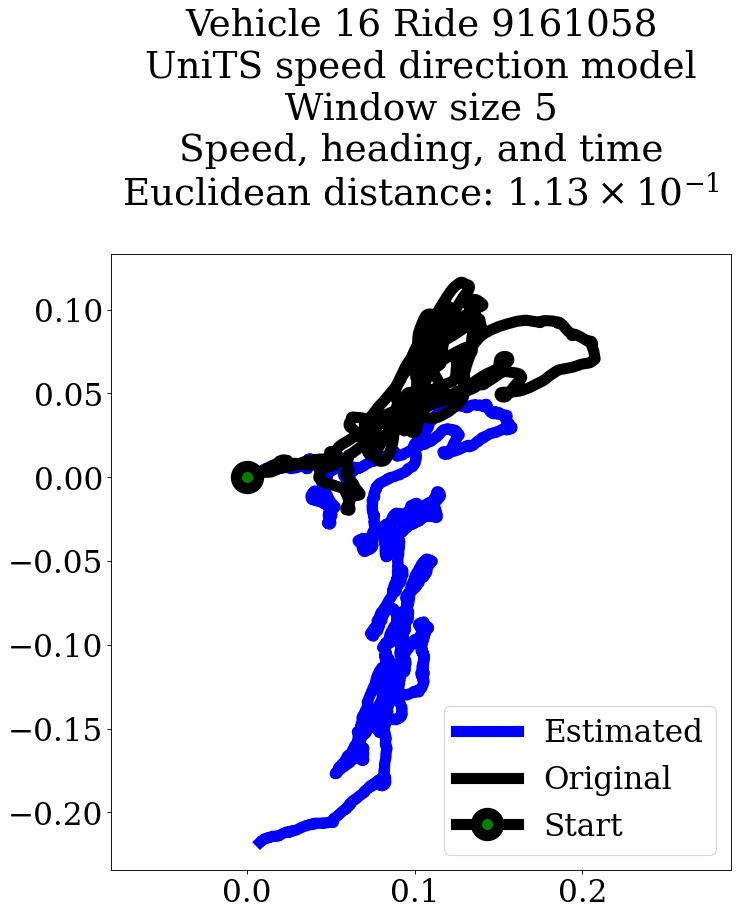 Vehicle 16 Ride 9161058
UniTS speed direction model
Window size 5
Speed, heading, and time
Euclidean distance: 1.13 × 10⁻¹
0.10
0.05
0.00
−0.05
−0.10
−0.15
−0.20
Estimated
Original
Start
0.0 0.1 0.2